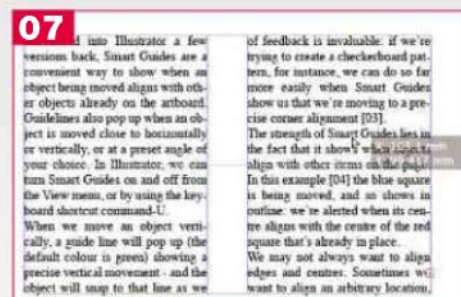 07
d into Illustrator a few
versions back, Smart Guides are a
convenient way to show when an
object being moved aligns with oth-
er objects already on the artboard.
Guidelines also pop up when an ob-
ject is moved close to horizontally
or vertically, or at a preset angle of
your choice. In Illustrator, we can
turn Smart Guides on and off from
the View menu, or by using the key-
board shortcut command-U.
When we move an object verti-
cally, a guide line will pop up (the
default colour is green) showing a
precise vertical movement - and the
object will snap to that line as we
of feedback is invaluable: if we're
trying to create a checkerboard pat-
tern, for instance, we can do so far
more easily when Smart Guides
show us that we're moving to a pre-
cise corner alignment [03].
The strength of Smart Guides lies in
the fact that it shows when objects
align with other items on the page.
In this example [04] the blue square
is being moved, and so shows in
outline: we're alerted when its cen-
tre aligns with the centre of the red
square that's already in place.
We may not always want to align
edges and centres. Sometimes we
want to align an arbitrary location,